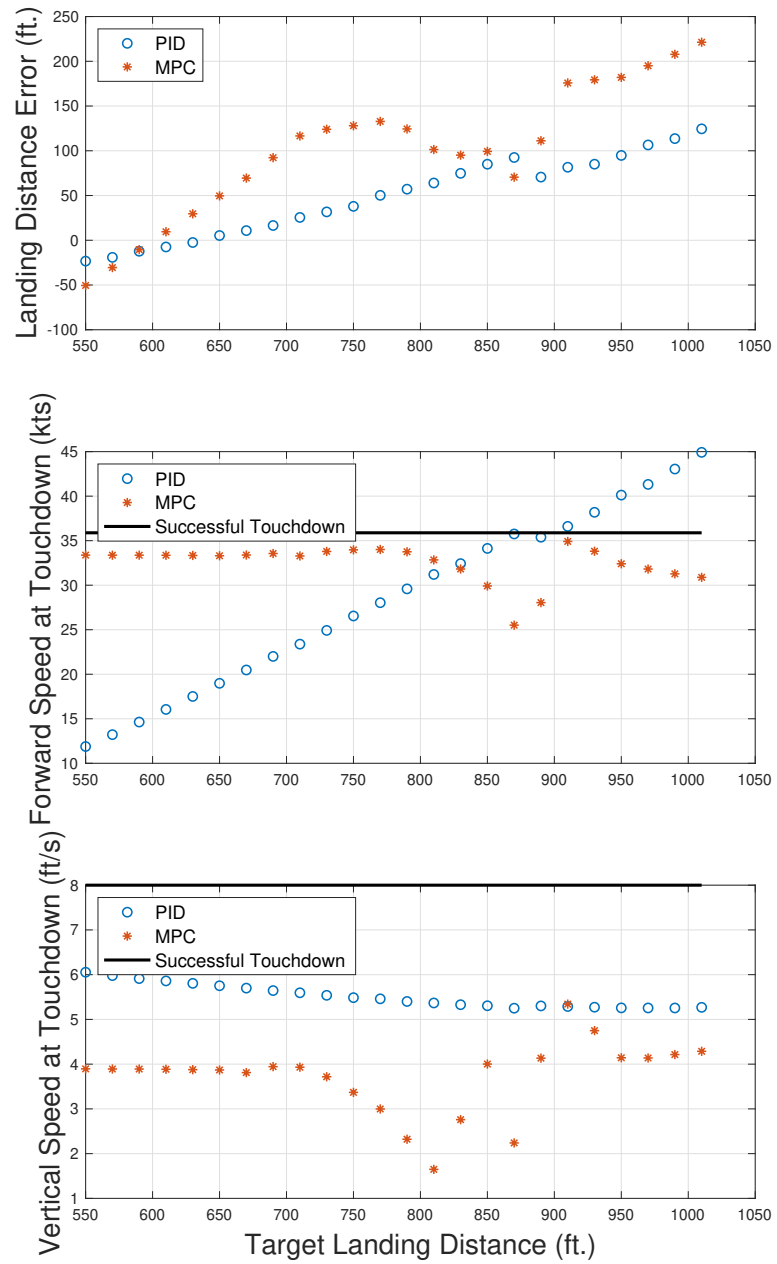 Landing Distance Error (ft.)
250
200
150
100
50
0
-50
-100
PID
MPC
550 600 650 700 750 800 850 900 950 1000 1050
Forward Speed at Touchdown (kts)
45
40
35
30
25
20
15
10
PID
MPC
Successful Touchdown
550 600 650 700 750 800 850 900 950 1000 1050
Vertical Speed at Touchdown (ft/s)
8
7
6
5
4
3
2
1
PID
MPC
Successful Touchdown
550 600 650 700 750 800 850 900 950 1000 1050
Target Landing Distance (ft.)